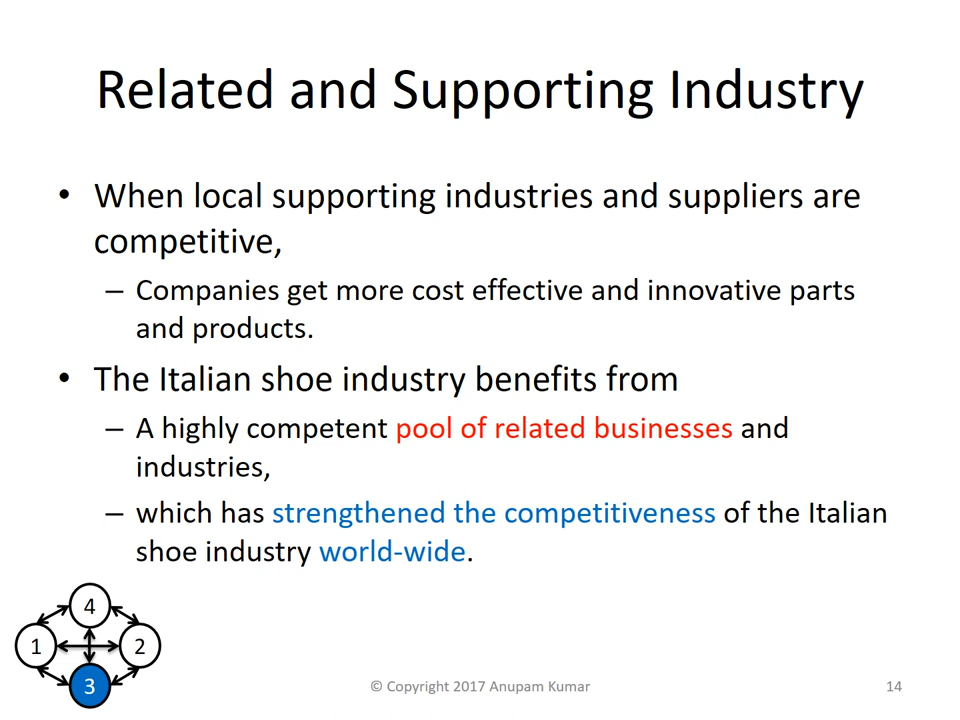 Related and Supporting Industry
• When local supporting industries and suppliers are
competitive,
– Companies get more cost effective and innovative parts
and products.
• The Italian shoe industry benefits from
– A highly competent pool of related businesses and
industries,
– which has strengthened the competitiveness of the Italian
shoe industry world-wide.
4
1
2
3
© Copyright 2017 Anupam Kumar
14